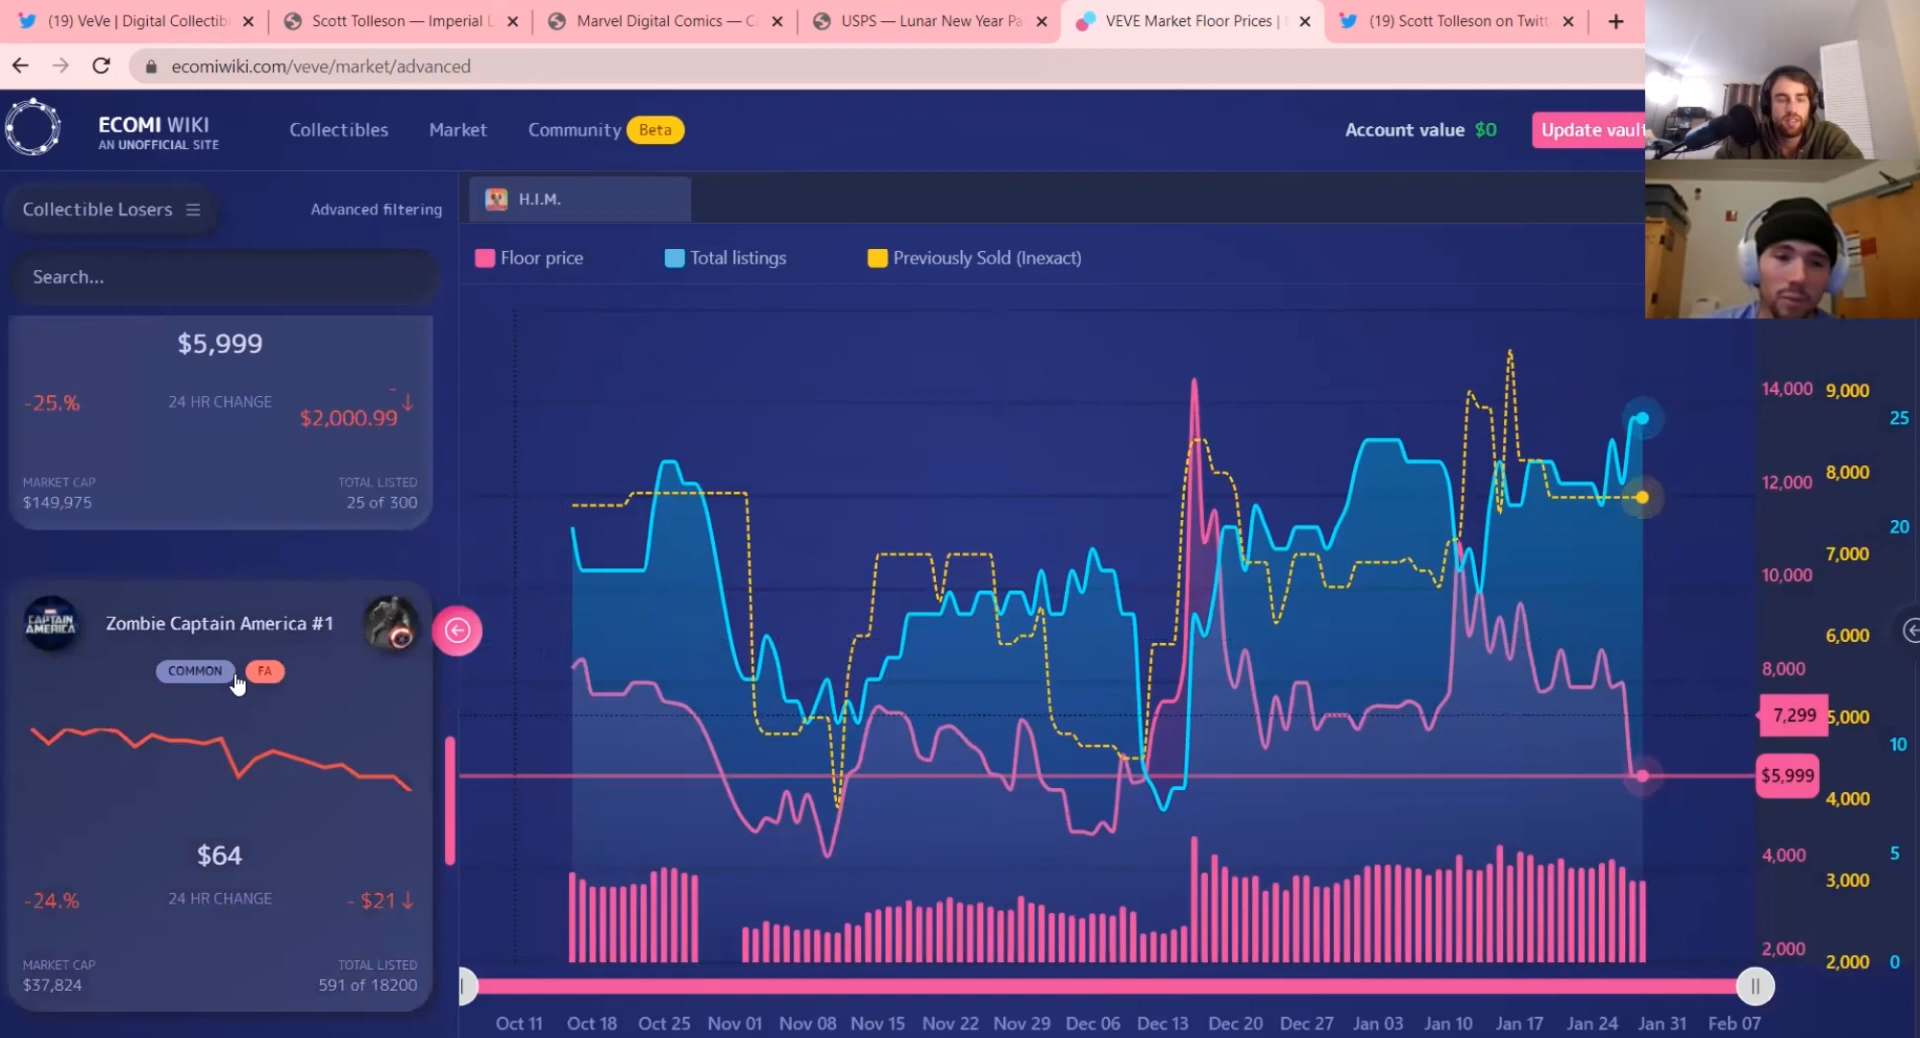 (19) VeVe | Digital Collectib
Scott Tolleson — Imperial L
Marvel Digital Comics — C
USPS — Lunar New Year Pa
VEVE Market Floor Prices |
(19) Scott Tolleson on Twitt
ecomiwiki.com/veve/market/advanced
ECOMI WIKI
AN UNOFFICIAL SITE
Collectibles
Market
Community Beta
Account value $0
Update vault
Collectible Losers
Advanced filtering
Search...
$5,999
-25.%
24 HR CHANGE
- $2,000.99↓
MARKET CAP
$149,975
TOTAL LISTED
25 of 300
MARVEL
CAPTAIN
AMERICA
Zombie Captain America #1
COMMON
FA
$64
-24.%
24 HR CHANGE
- $21↓
MARKET CAP
$37,824
TOTAL LISTED
591 of 18200
H.I.M.
Floor price
Total listings
Previously Sold (Inexact)
14,000
12,000
10,000
8,000
7,299
$5,999
4,000
2,000
9,000
8,000
7,000
6,000
5,000
4,000
3,000
2,000
25
20
10
5
0
Oct 11
Oct 18
Oct 25
Nov 01
Nov 08
Nov 15
Nov 22
Nov 29
Dec 06
Dec 13
Dec 20
Dec 27
Jan 03
Jan 10
Jan 17
Jan 24
Jan 31
Feb 07